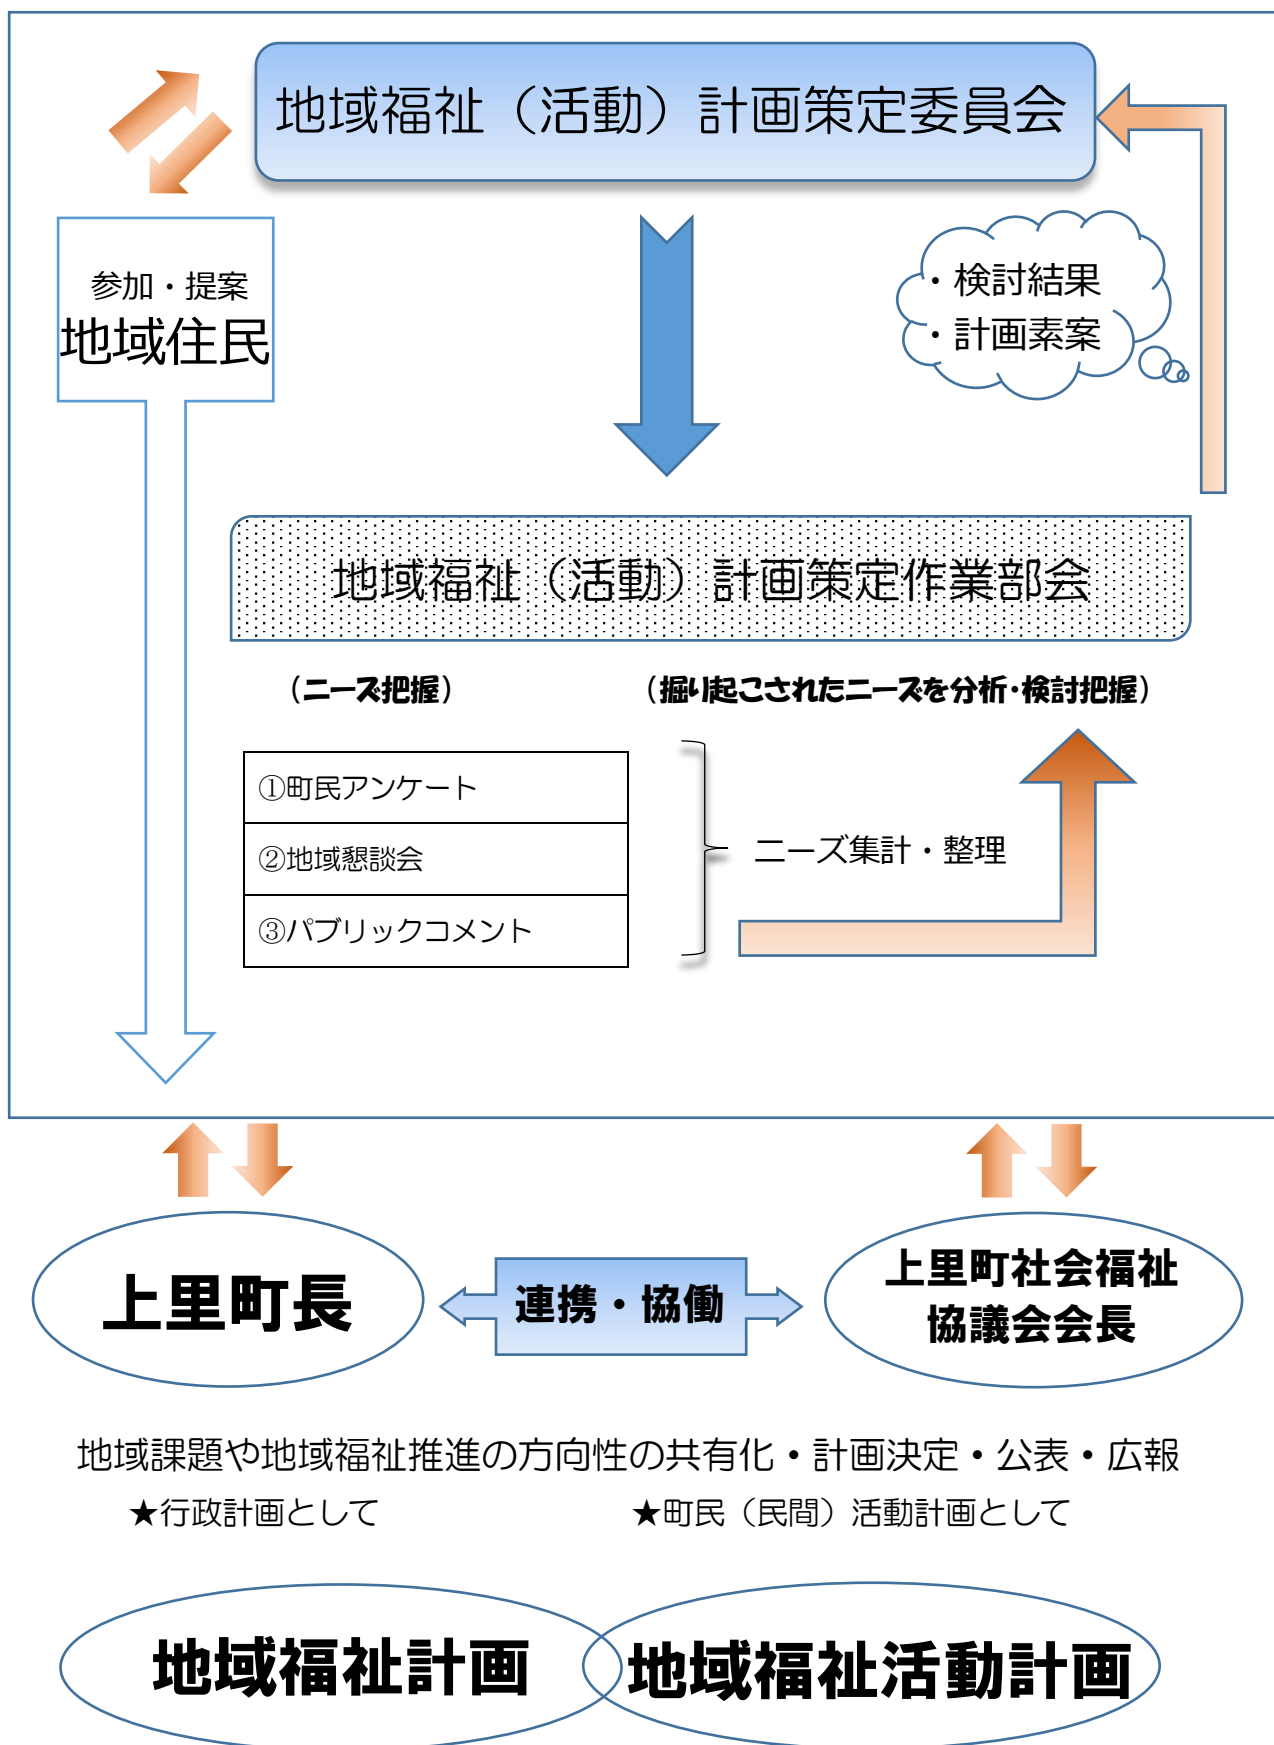 地域福祉（活動）計画策定委員会
参加・提案
地域住民
・検討結果
・計画素案
地域福祉（活動）計画策定作業部会
（ニーズ把握）
（掘り起こされたニーズを分析・検討把握）
①町民アンケート
②地域懇談会
③パブリックコメント
ニーズ集計・整理
上里町長
連携・協働
上里町社会福祉
協議会会長
地域課題や地域福祉推進の方向性の共有化・計画決定・公表・広報
★行政計画として
★町民（民間）活動計画として
地域福祉計画
地域福祉活動計画